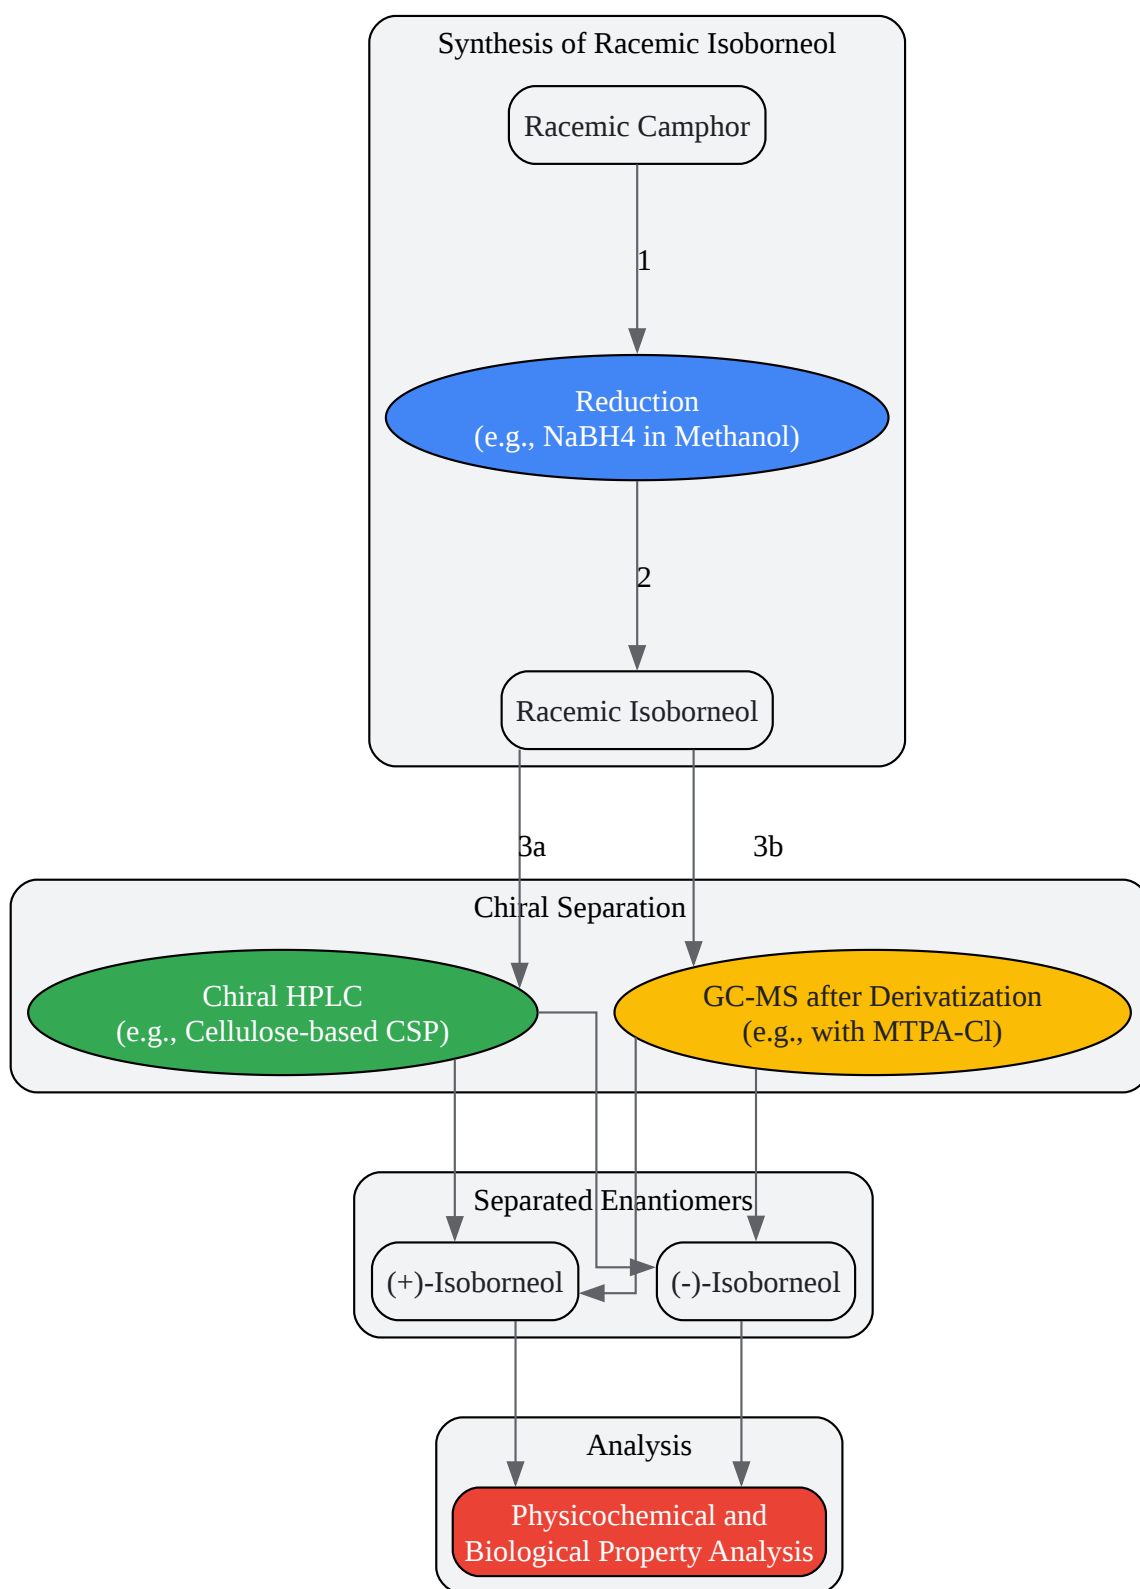 Synthesis of Racemic Isoborneol
Racemic Camphor
1
Reduction
(e.g., NaBH4 in Methanol)
2
Racemic Isoborneol
3a
3b
Chiral Separation
Chiral HPLC
(e.g., Cellulose-based CSP)
GC-MS after Derivatization
(e.g., with MTPA-Cl)
Separated Enantiomers
(+)-Isoborneol
(-)-Isoborneol
Analysis
Physicochemical and
Biological Property Analysis